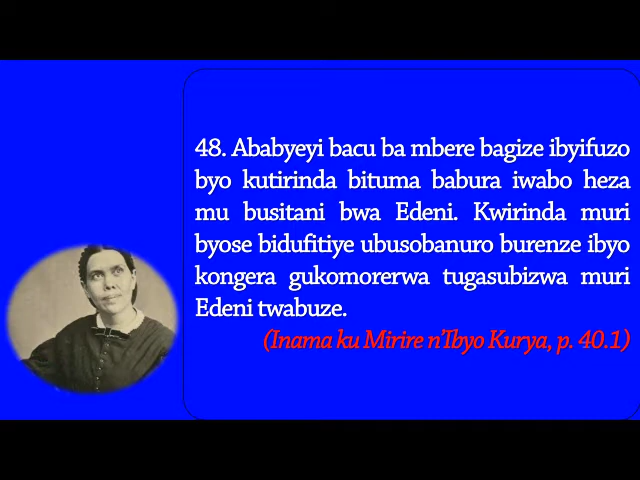 48. Ababyeyi bacu ba mbere bagize ibyifuzo
byo kutirinda bituma babura iwabo heza
mu busitani bwa Edeni. Kwirinda muri
byose bidufitiye ubusobanuro burenze ibyo
kongera gukomorerwa tugasubizwa muri
Edeni twabuze.
(Inama ku Mirire n'Ibyo Kurya, p. 40.1)